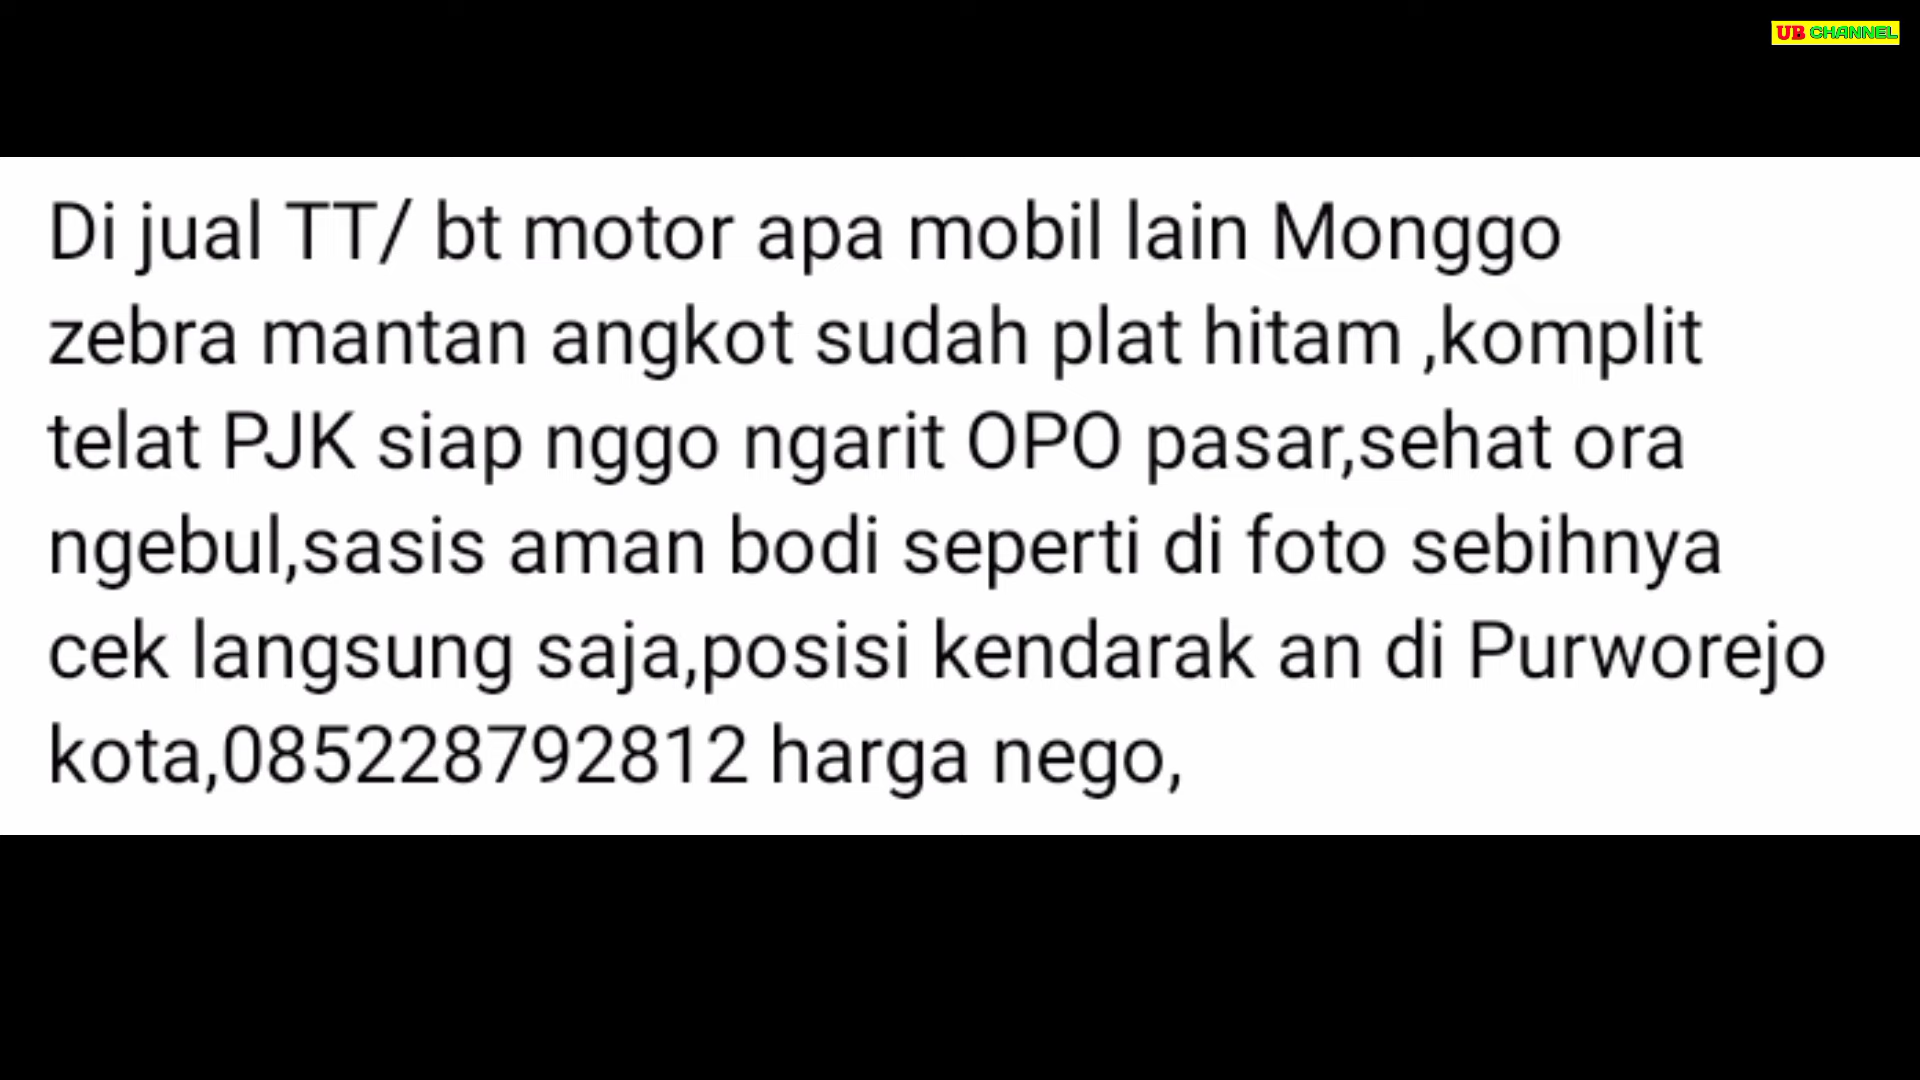 UB CHANNEL
Di jual TT/ bt motor apa mobil lain Monggo
zebra mantan angkot sudah plat hitam ,komplit
telat PJK siap nggo ngarit OPO pasar,sehat ora
ngebul,sasis aman bodi seperti di foto sebihnya
cek langsung saja,posisi kendarak an di Purworejo
kota,085228792812 harga nego,